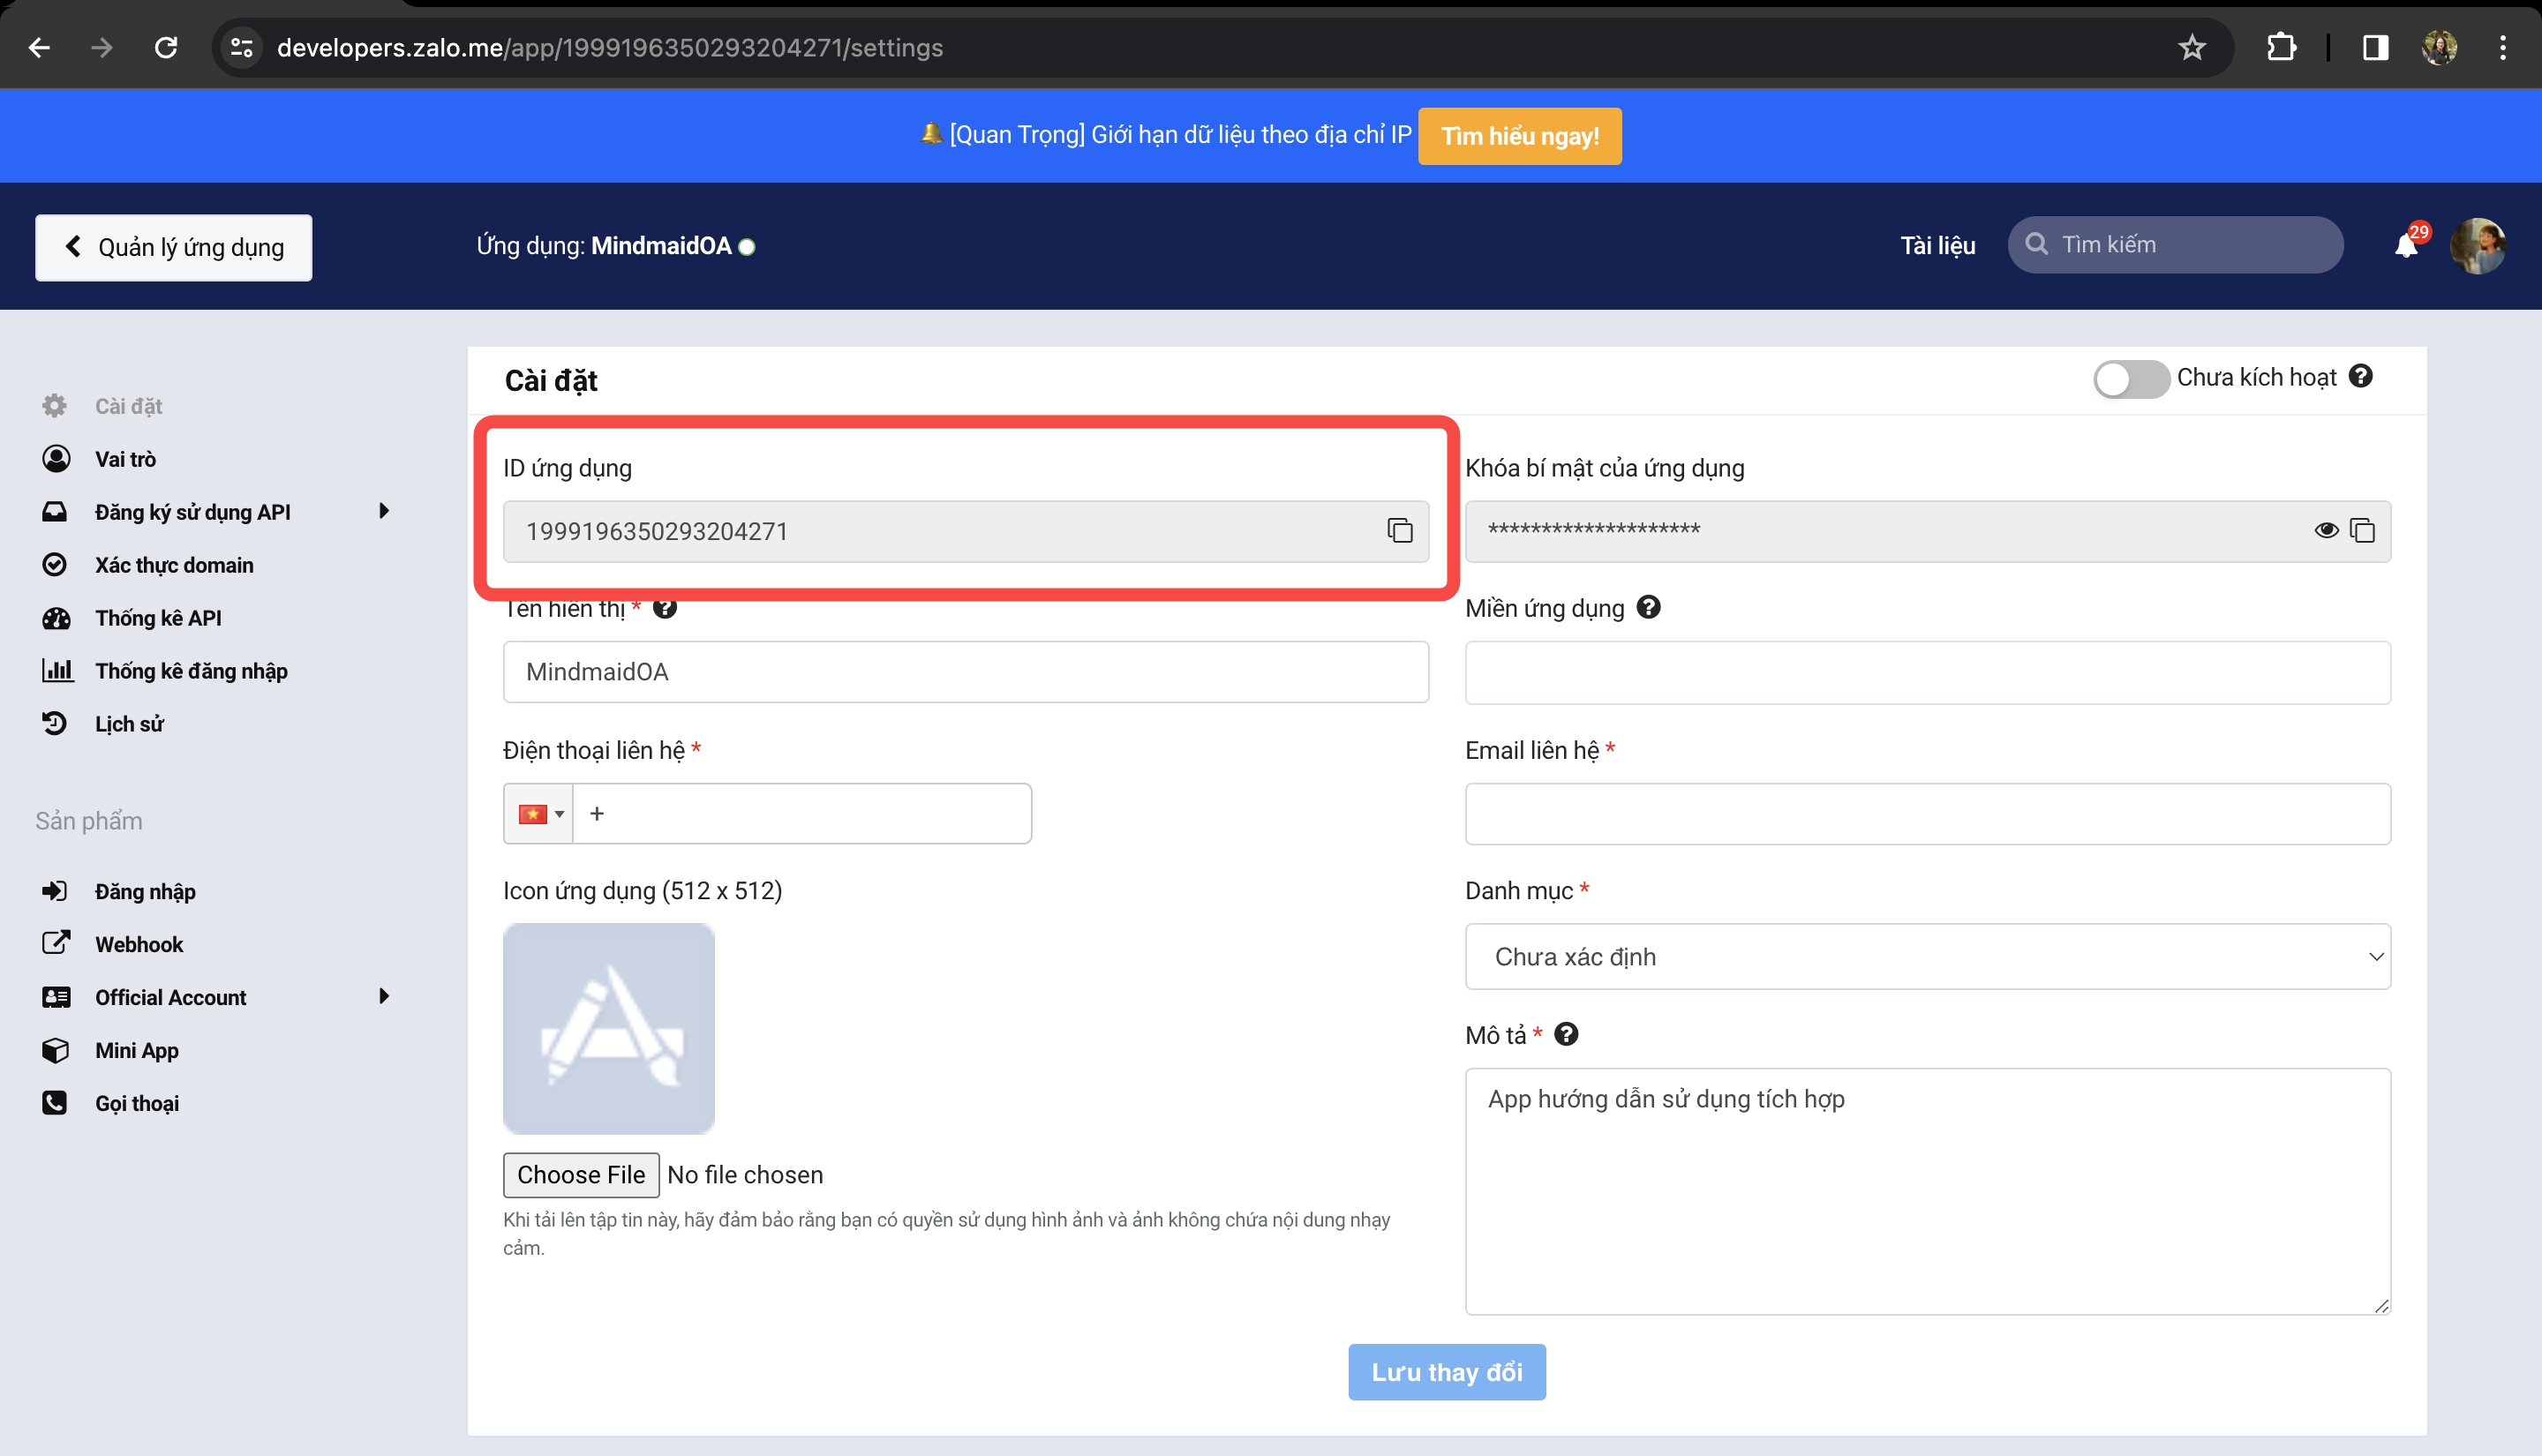 developers.zalo.me/app/1999196350293204271/settings
[Quan Trọng] Giới hạn dữ liệu theo địa chỉ IP Tìm hiểu ngay!
Quản lý ứng dụng
Ứng dụng: MindmaidOA
Tài liệu
Tìm kiếm
29
Cài đặt
Vai trò
Đăng ký sử dụng API
Xác thực domain
Thống kê API
Thống kê đăng nhập
Lịch sử
Sản phẩm
Đăng nhập
Webhook
Official Account
Mini App
Gọi thoại
Cài đặt
Chưa kích hoạt
ID ứng dụng
1999196350293204271
Khóa bí mật của ứng dụng
********************
Tên hiển thị *
MindmaidOA
Miền ứng dụng
Điện thoại liên hệ *
+
Email liên hệ *
Icon ứng dụng (512 x 512)
Choose File No file chosen
Khi tải lên tập tin này, hãy đảm bảo rằng bạn có quyền sử dụng hình ảnh và ảnh không chứa nội dung nhạy
cảm.
Danh mục *
Chưa xác định
Mô tả *
App hướng dẫn sử dụng tích hợp
Lưu thay đổi